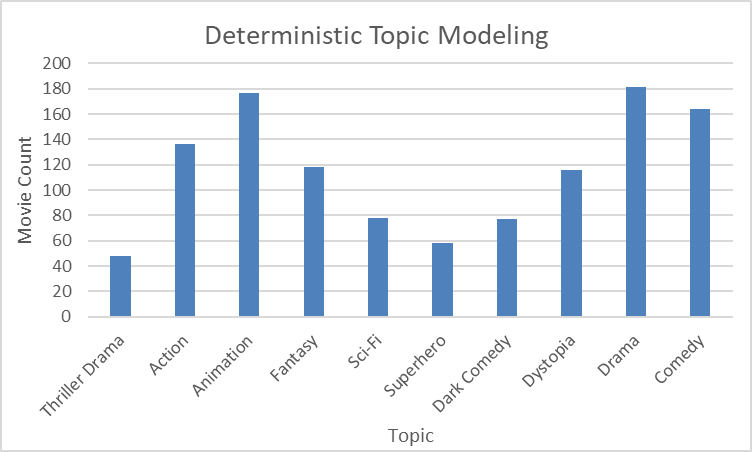 Deterministic Topic Modeling
Movie Count
200
180
160
140
120
100
80
60
40
20
0
Thriller Drama
Action
Animation
Fantasy
Sci-Fi
Superhero
Dark Comedy
Dystopia
Drama
Comedy
Topic